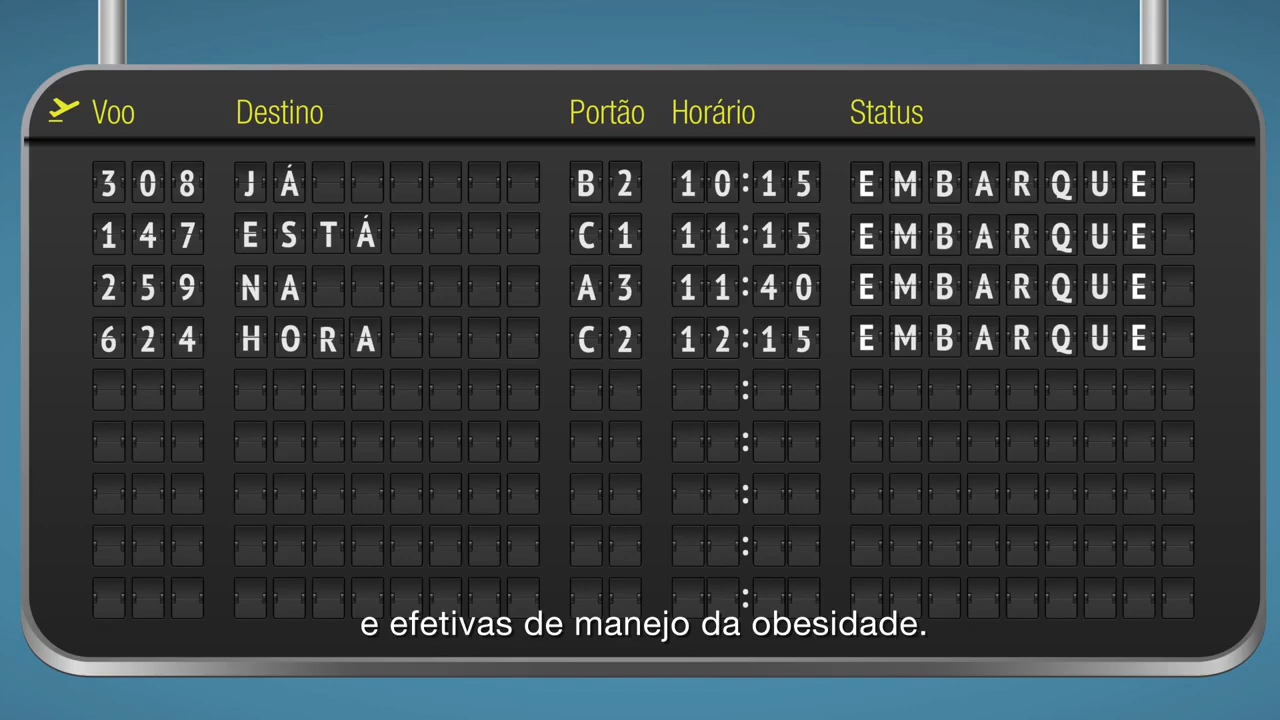 Voo Destino Portão Horário Status
308 JÁ B2 10:15 EMBARQUE
147 ESTÁ C1 11:15 EMBARQUE
259 NA A3 11:40 EMBARQUE
624 HORA C2 12:15 EMBARQUE
:
:
:
:
:
e efetivas de manejo da obesidade.